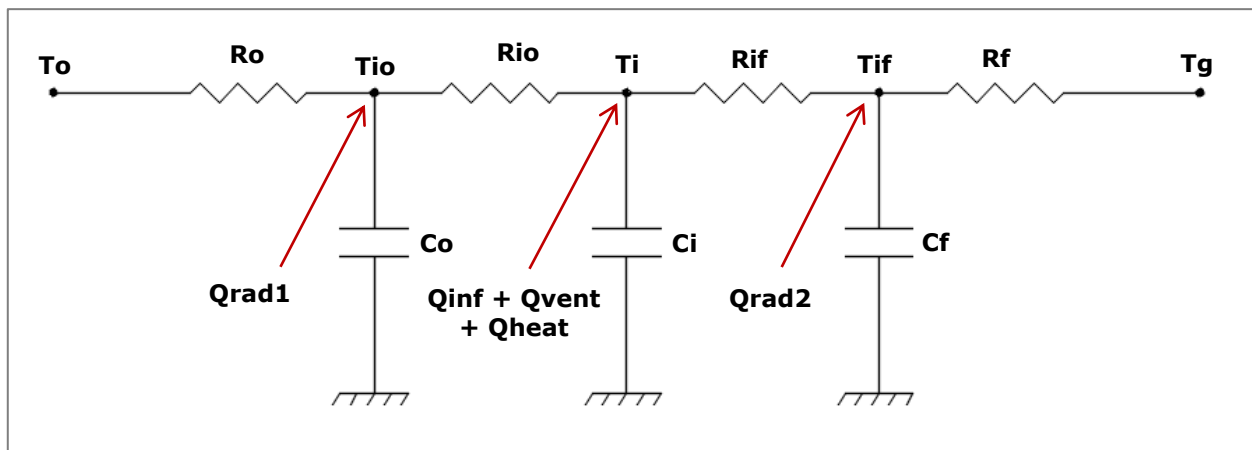 Ro
Rio
Rif
Rf
To
Tio
Ti
Tif
Tg
Co
Ci
Cf
Qrad1
Qinf + Qvent
+ Qheat
Qrad2